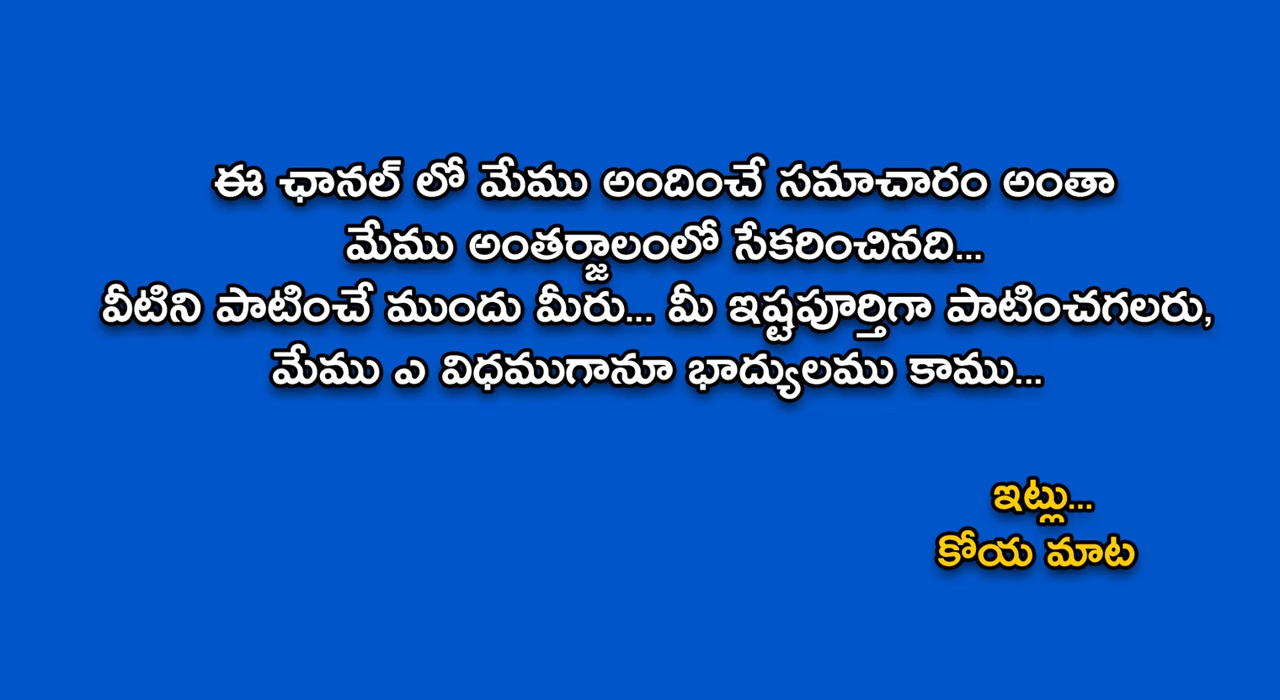 ఈ ఛానల్ లో మేము అందించే సమాచారం అంతా
మేము అంతర్జాలంలో సేకరించినది...
వీటిని పాటించే ముందు మీరు... మీ ఇష్టపూర్తిగా పాటించగలరు,
మేము ఎ విధముగానూ భాద్యులము కాము...
ఇట్లు...
కోయ మాట